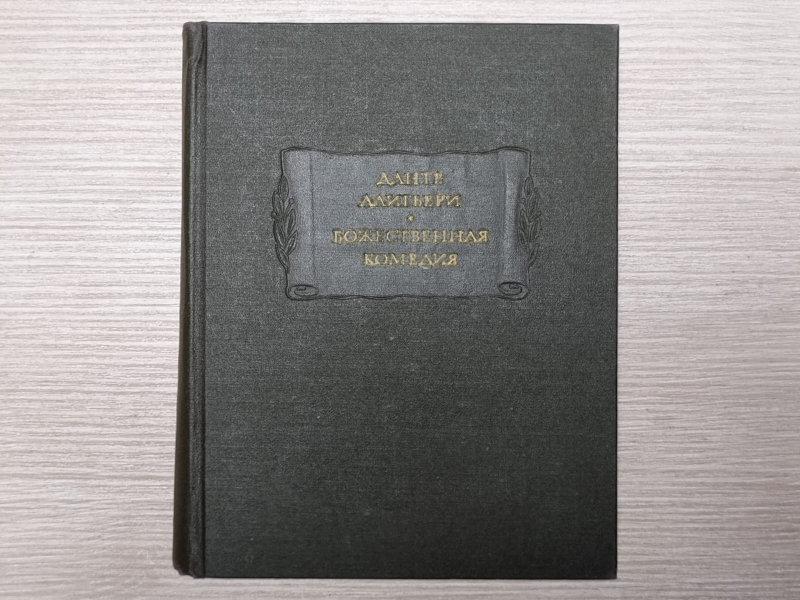 ДАНТЕ
АЛИГЬЕРИ
•
БОЖЕСТВЕННАЯ
КОМЕДИЯ